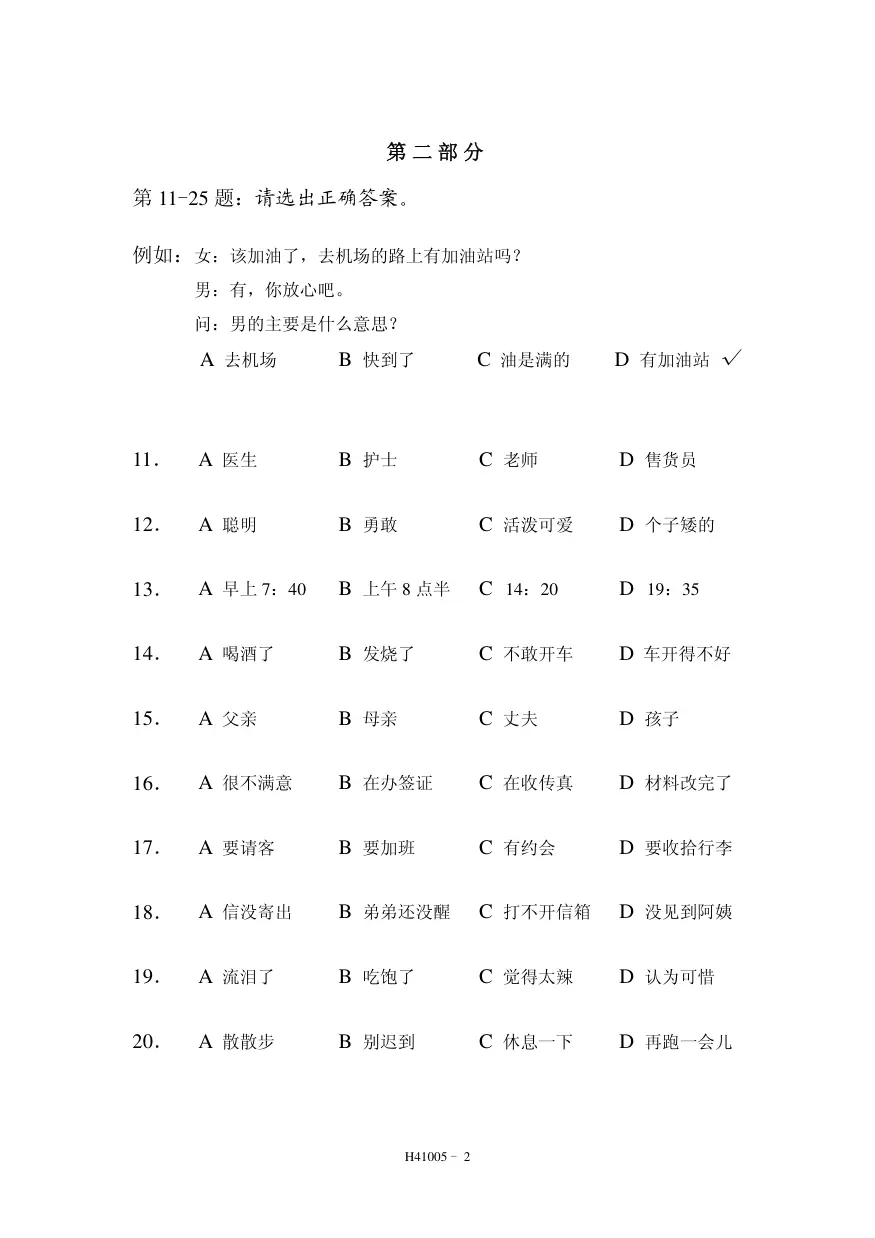 第 二 部 分
第 11-25 题：请选出正确答案。
例如：女：该加油了，去机场的路上有加油站吗？
男：有，你放心吧。
问：男的主要是什么意思？
A 去机场 B 快到了 C 油是满的 D 有加油站 √
11． A 医生 B 护士 C 老师 D 售货员
12． A 聪明 B 勇敢 C 活泼可爱 D 个子矮的
13． A 早上 7：40 B 上午 8 点半 C 14：20 D 19：35
14． A 喝酒了 B 发烧了 C 不敢开车 D 车开得不好
15． A 父亲 B 母亲 C 丈夫 D 孩子
16． A 很不满意 B 在办签证 C 在收传真 D 材料改完了
17． A 要请客 B 要加班 C 有约会 D 要收拾行李
18． A 信没寄出 B 弟弟还没醒 C 打不开信箱 D 没见到阿姨
19． A 流泪了 B 吃饱了 C 觉得太辣 D 认为可惜
20． A 散散步 B 别迟到 C 休息一下 D 再跑一会儿
H41005－ 2